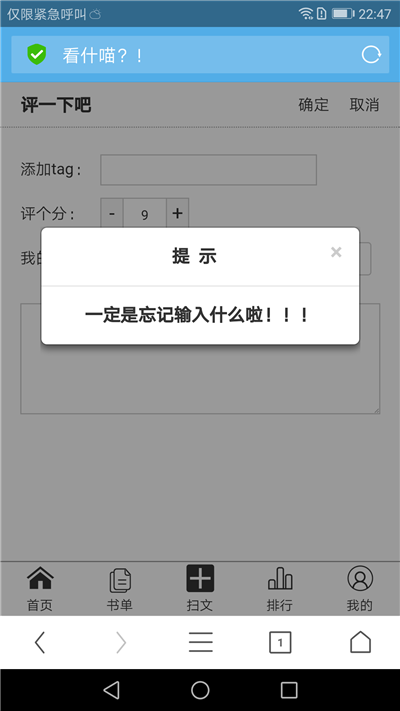 仅限紧急呼叫 22:47
看什喵?!
评一下吧 确定 取消
添加tag:
评个分: - 9 +
我的
提 示 ×
一定是忘记输入什么啦!!!
首页 书单 扫文 排行 我的
1